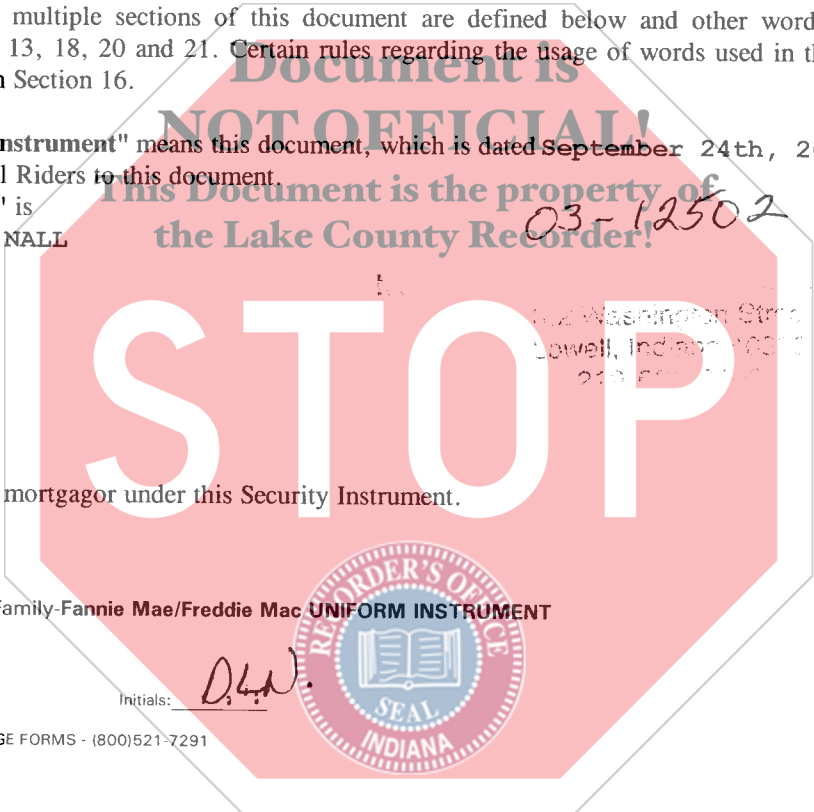 multiple sections of this document are defined below and other word
13, 18, 20 and 21. Certain rules regarding the usage of words used in th
Section 16.
Document is
NOT OFFICIAL!
nstrument" means this document, which is dated September 24th, 2
l Riders to this document.
This Document is the property of
" is
03-12502
NALL
the Lake County Recorder!
Washington Stre
Lowell, Indiana
STOP
mortgagor under this Security Instrument.
Family-Fannie Mae/Freddie Mac UNIFORM INSTRUMENT
RECORDER'S OFFICE
Initials: D.L.N.
SEAL
INDIANA
GE FORMS - (800)521-7291